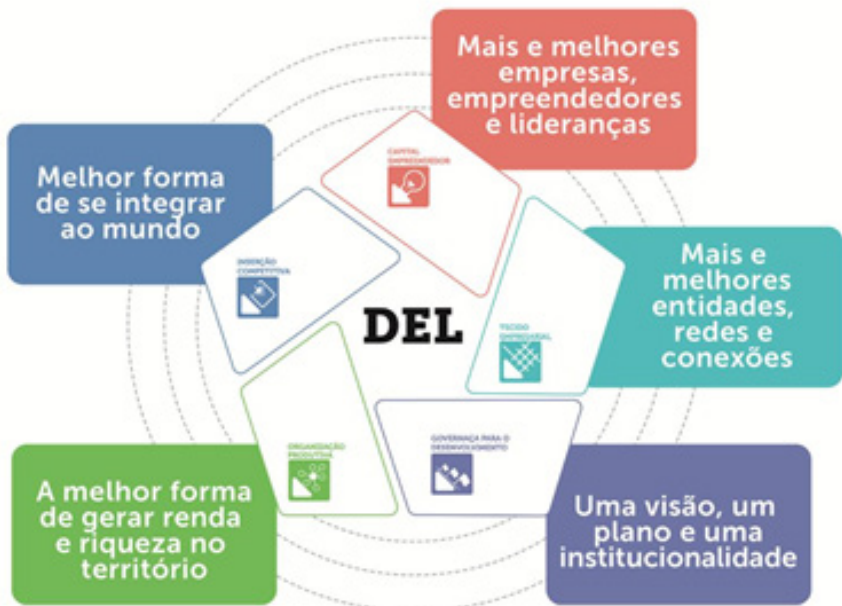 Mais e melhores
empresas,
empreendedores
e lideranças
CAPITAL
EMPREENDEDOR
Melhor forma
de se integrar
ao mundo
INSERÇÃO
COMPETITIVA
Mais e
melhores
entidades,
redes e
conexões
TECIDO
EMPRESARIAL
DEL
GOVERNAÇA PARA O
DESENVOLVIMENTO
Uma visão, um
plano e uma
institucionalidade
ORGANIZAÇÃO
PRODUTIVA
A melhor forma
de gerar renda
e riqueza no
território